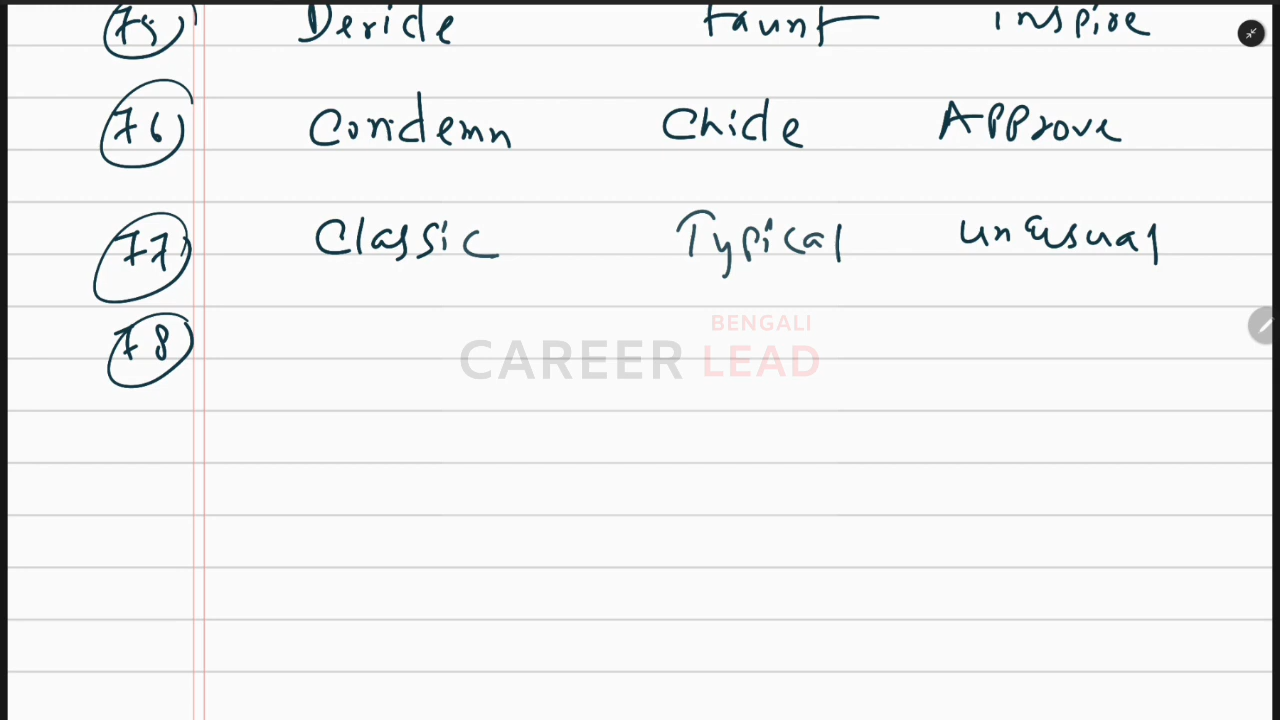 75 Deride taunt inspire
76 Condemn Chide Approve
77 Classic Typical unusual
BENGALI
78
CAREER LEAD